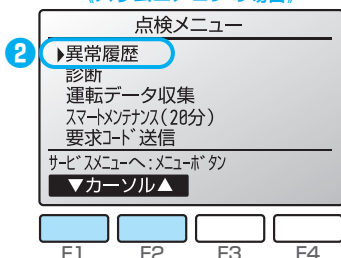 2
点検メニュー
▶異常履歴
診断
運転データ収集
スマートメンテナンス(20分)
要求コード送信
サービスメニューへ:メニューボタン
▼カーソル▲
F1 F2 F3 F4